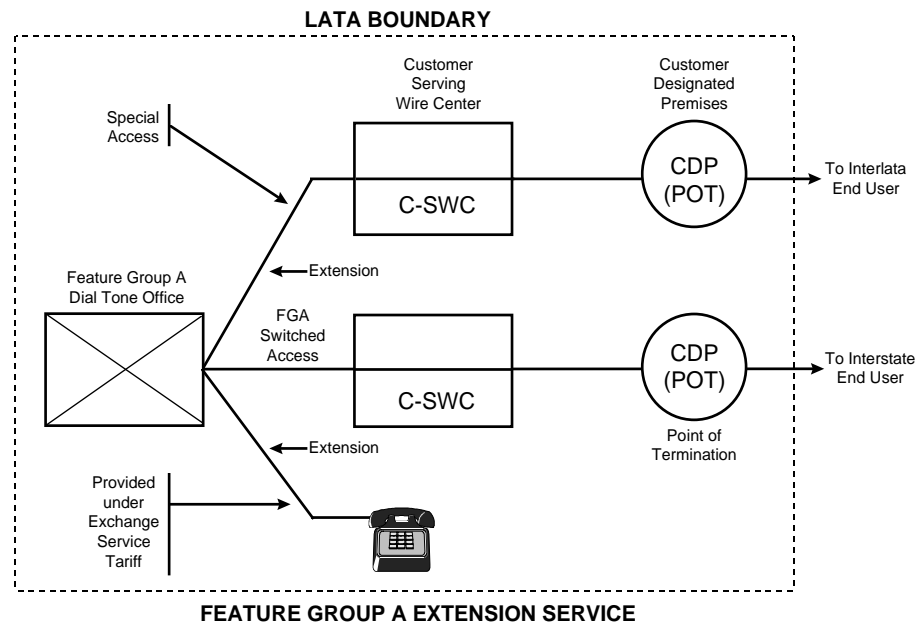 LATA BOUNDARY
Customer
Serving
Wire Center
Customer
Designated
Premises
Special
Access
CDP
(POT)
To Interlata
End User
C-SWC
Extension
Feature Group A
Dial Tone Office
FGA
Switched
Access
CDP
(POT)
To Interstate
End User
C-SWC
Extension
Point of
Termination
Provided
under
Exchange
Service
Tariff
FEATURE GROUP A EXTENSION SERVICE